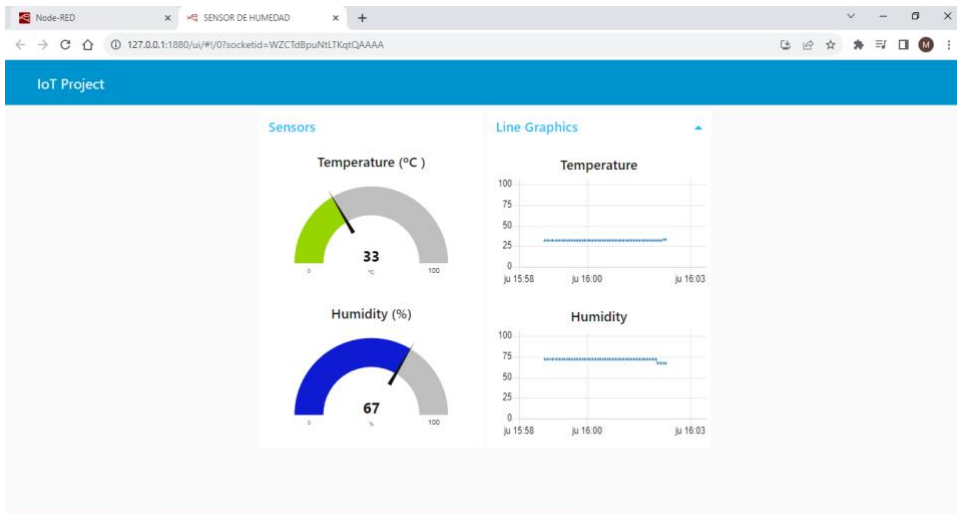 Node-RED
SENSOR DE HUMEDAD
127.0.0.1:1880/ui/#!/0?socketid=WZCTdBpuNtLTKqtQAAAA
M
IoT Project
Sensors
Temperature (ºC )
33
ºC
0
100
Humidity (%)
67
%
0
100
Line Graphics
Temperature
100
75
50
25
0
ju 15:58
ju 16:00
ju 16:03
Humidity
100
75
50
25
0
ju 15:58
ju 16:00
ju 16:03